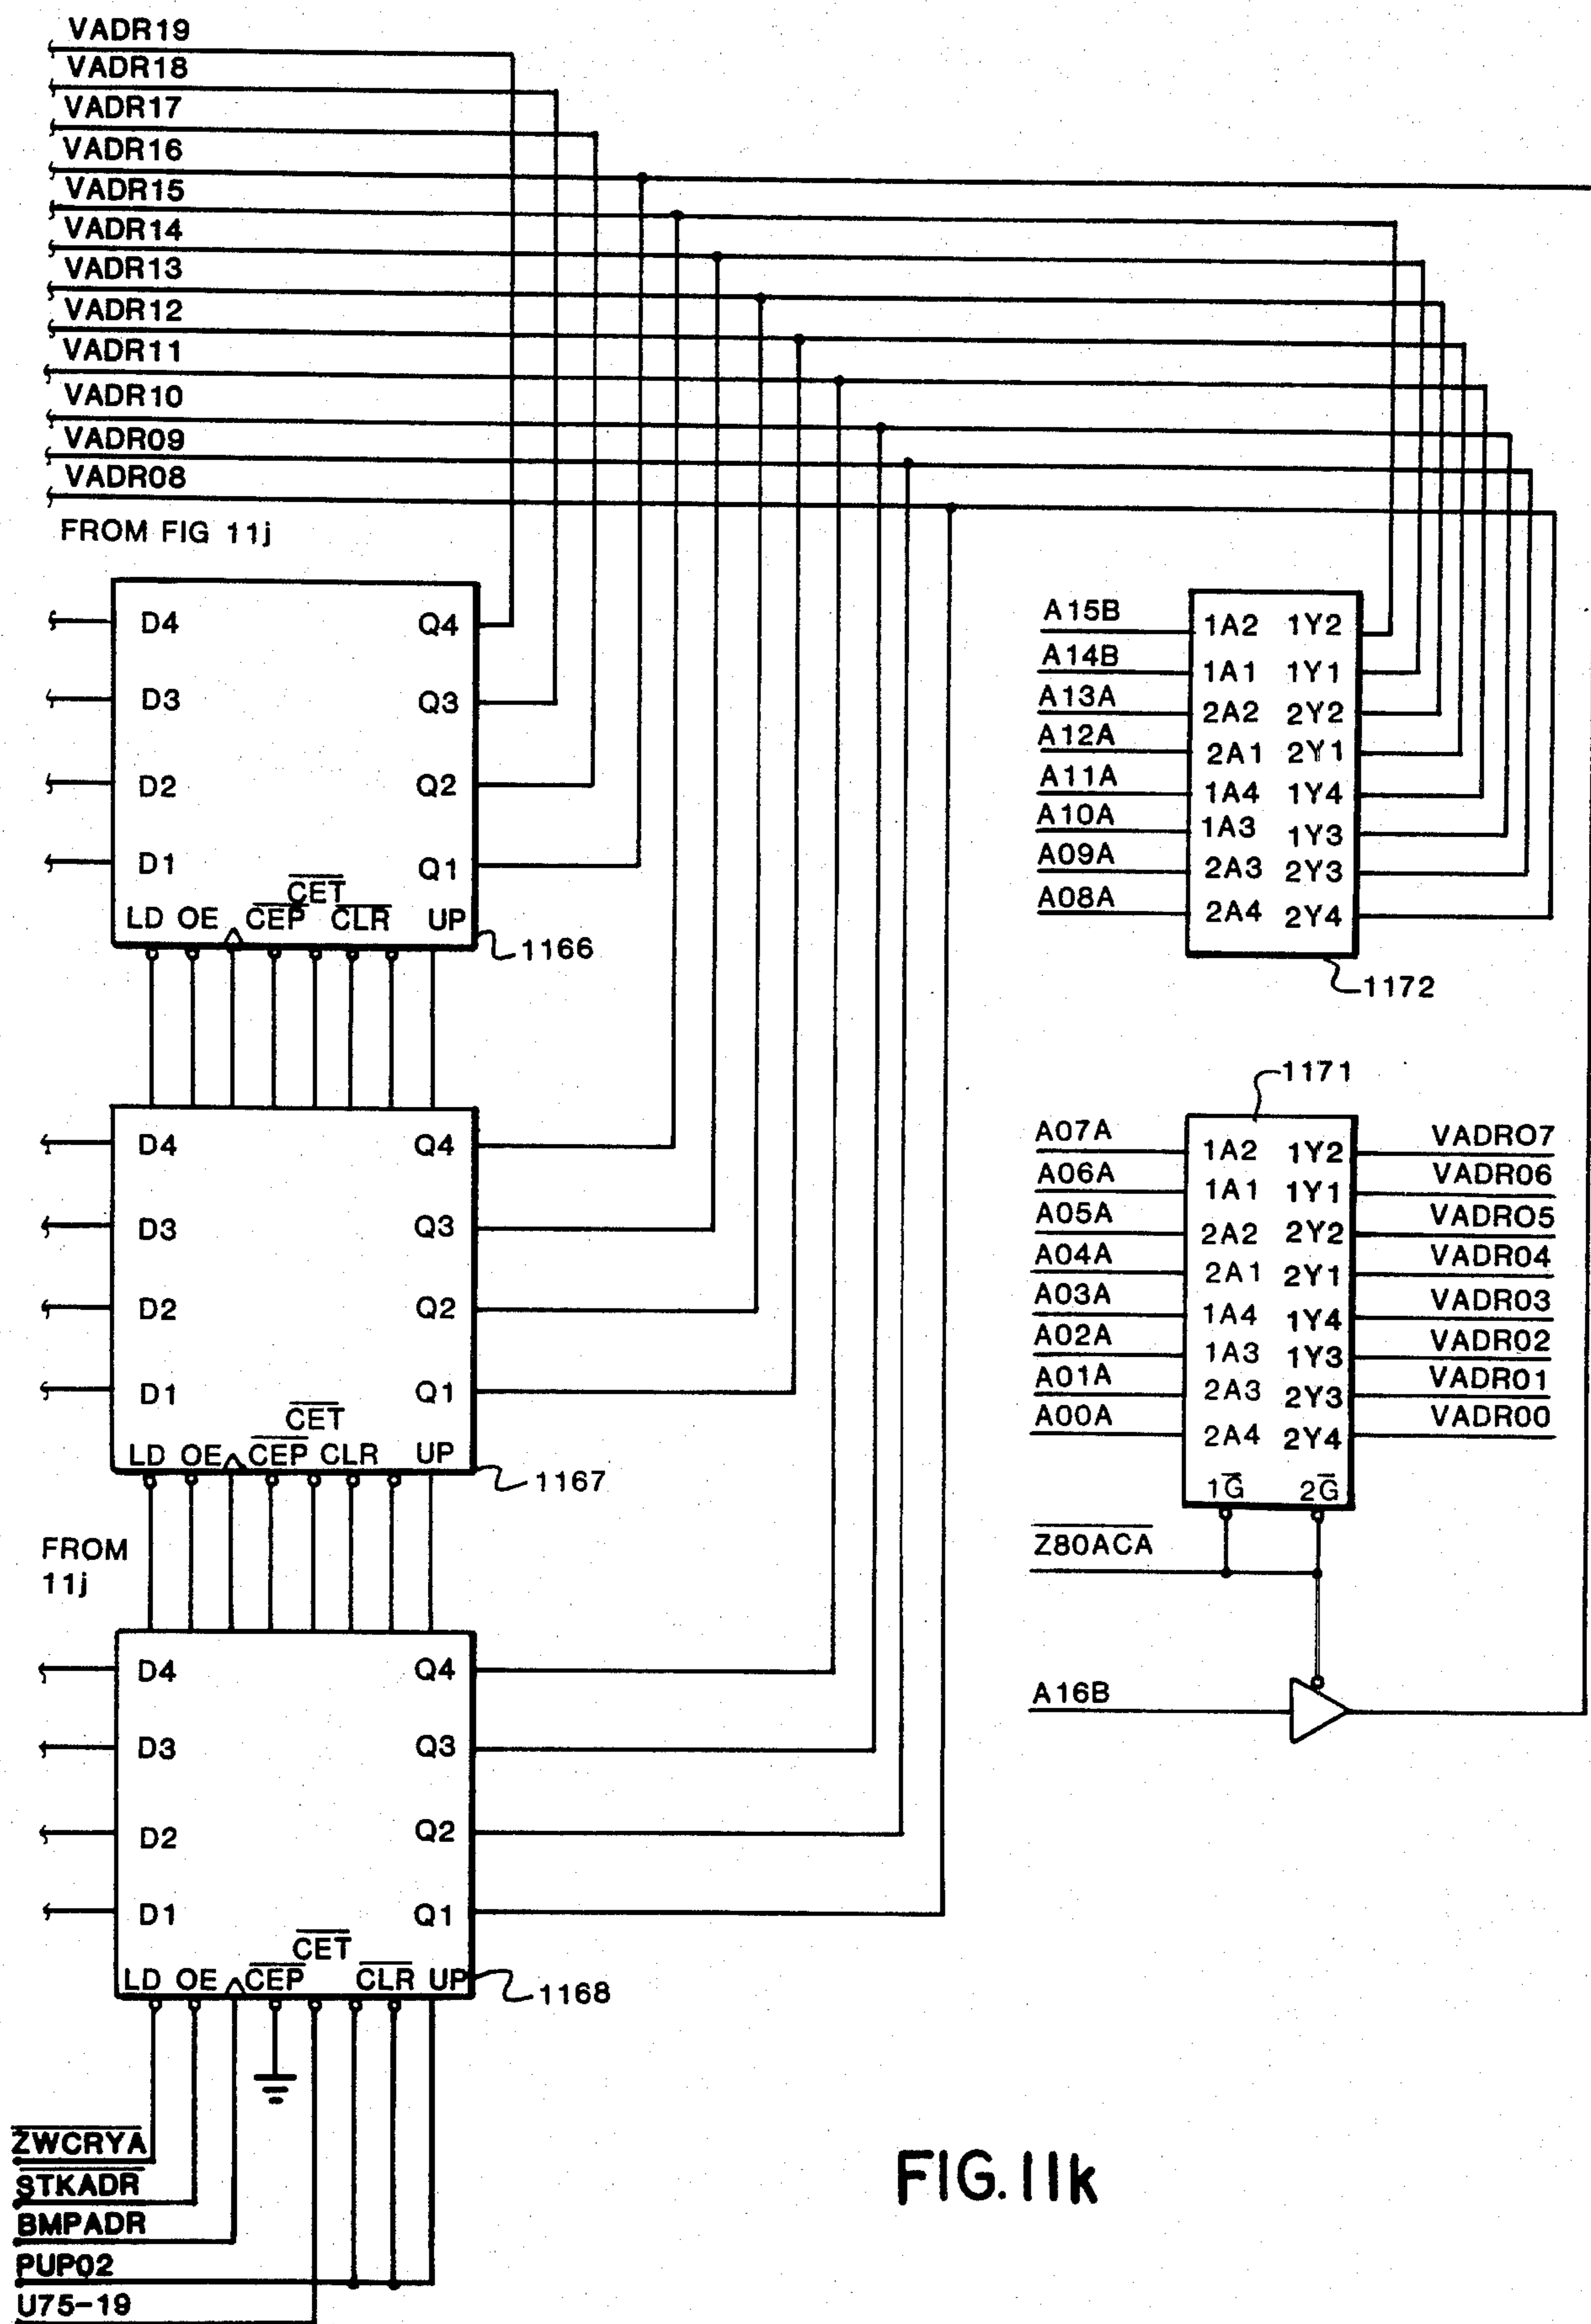 VADR19
VADR18
VADR17
VADR16
VADR15
VADR14
VADR13
VADR12
VADR11
VADR10
VADR09
VADR08
FROM FIG 11j
D4 Q4
D3 Q3
D2 Q2
D1 Q1
CET
LD OE CEP CLR UP
1166
A15B 1A2 1Y2
A14B 1A1 1Y1
A13A 2A2 2Y2
A12A 2A1 2Y1
A11A 1A4 1Y4
A10A 1A3 1Y3
A09A 2A3 2Y3
A08A 2A4 2Y4
1172
D4 Q4
D3 Q3
D2 Q2
D1 Q1
CET
LD OE CEP CLR UP
1167
1171
A07A 1A2 1Y2 VADR07
A06A 1A1 1Y1 VADR06
A05A 2A2 2Y2 VADR05
A04A 2A1 2Y1 VADR04
A03A 1A4 1Y4 VADR03
A02A 1A3 1Y3 VADR02
A01A 2A3 2Y3 VADR01
A00A 2A4 2Y4 VADR00
1G 2G
Z80ACA
A16B
FROM
11j
D4 Q4
D3 Q3
D2 Q2
D1 Q1
CET
LD OE CEP CLR UP
1168
ZWCRYA
STKADR
BMPADR
PUP02
U75-19
FIG. 11k